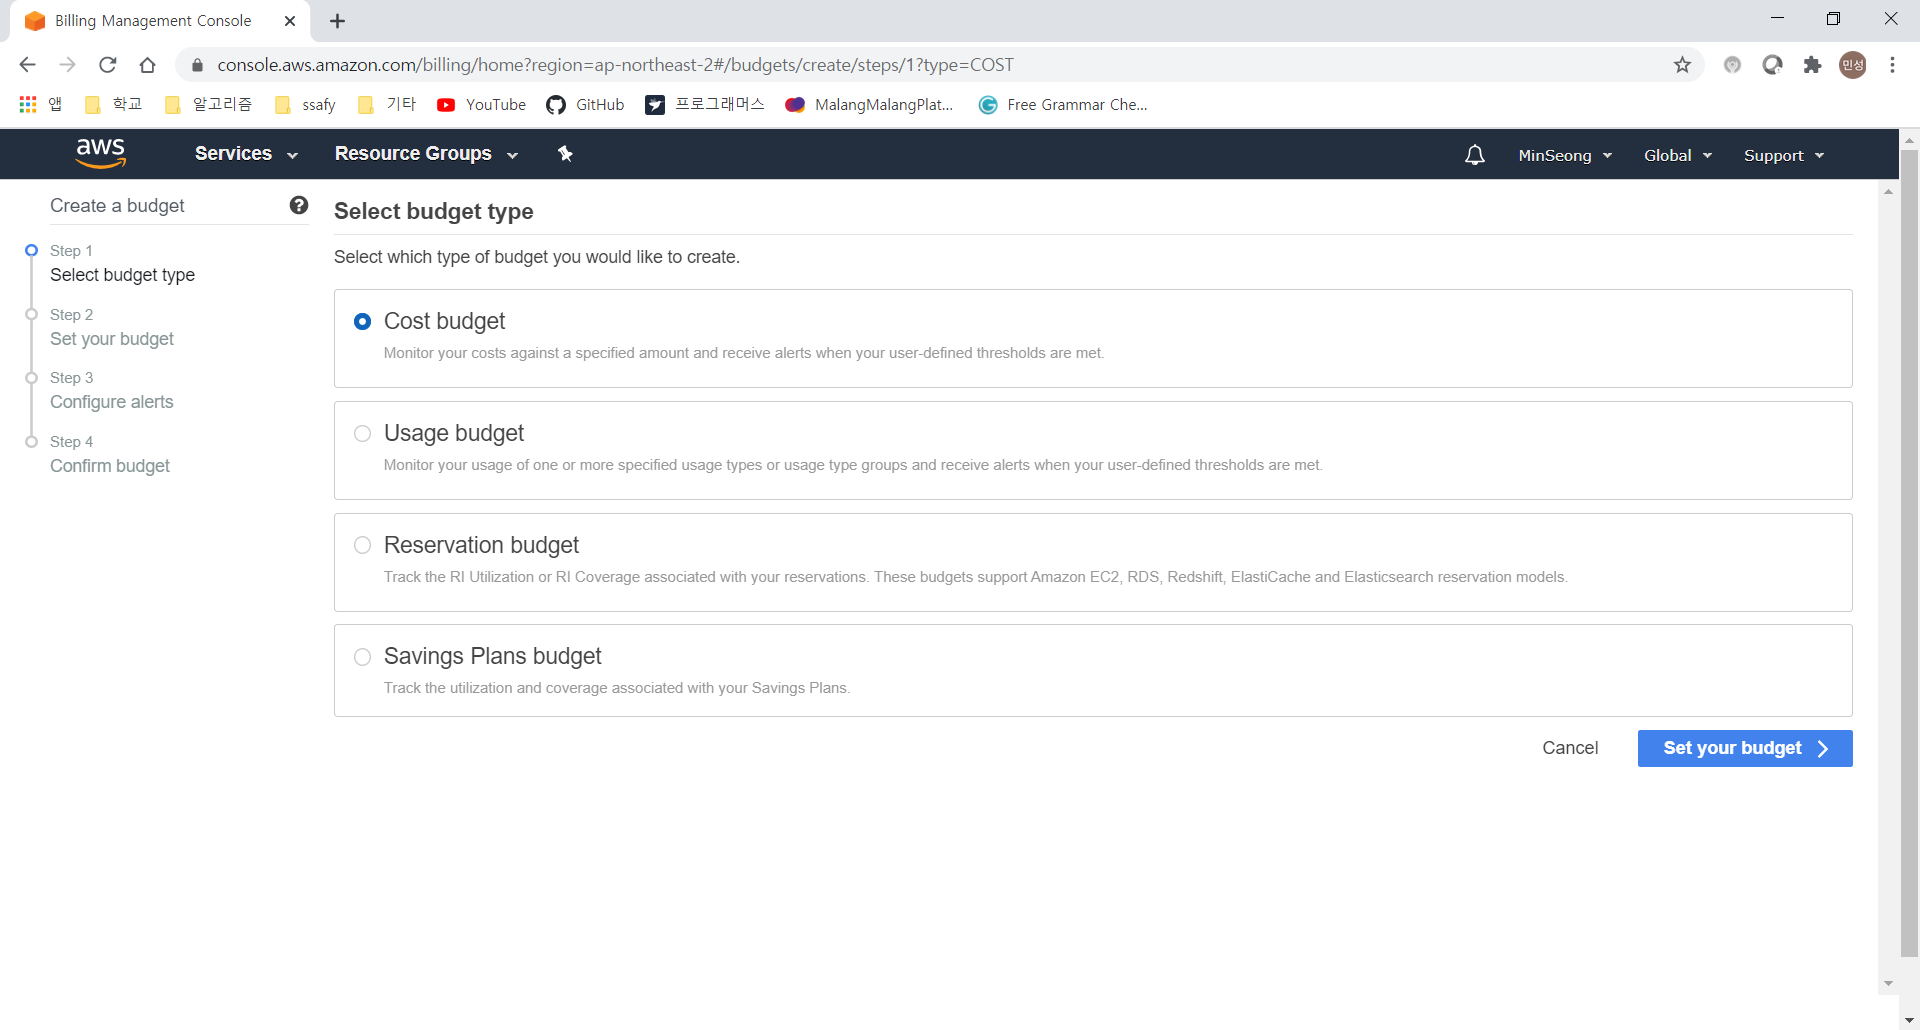 Billing Management Console
console.aws.amazon.com/billing/home?region=ap-northeast-2#/budgets/create/steps/1?type=COST
민성
앱 학교 알고리즘 ssafy 기타 YouTube GitHub 프로그래머스 MalangMalangPlat... Free Grammar Che...
aws Services Resource Groups MinSeong Global Support
Create a budget ?
Step 1
Select budget type
Step 2
Set your budget
Step 3
Configure alerts
Step 4
Confirm budget
Select budget type
Select which type of budget you would like to create.
Cost budget
Monitor your costs against a specified amount and receive alerts when your user-defined thresholds are met.
Usage budget
Monitor your usage of one or more specified usage types or usage type groups and receive alerts when your user-defined thresholds are met.
Reservation budget
Track the RI Utilization or RI Coverage associated with your reservations. These budgets support Amazon EC2, RDS, Redshift, ElastiCache and Elasticsearch reservation models.
Savings Plans budget
Track the utilization and coverage associated with your Savings Plans.
Cancel Set your budget